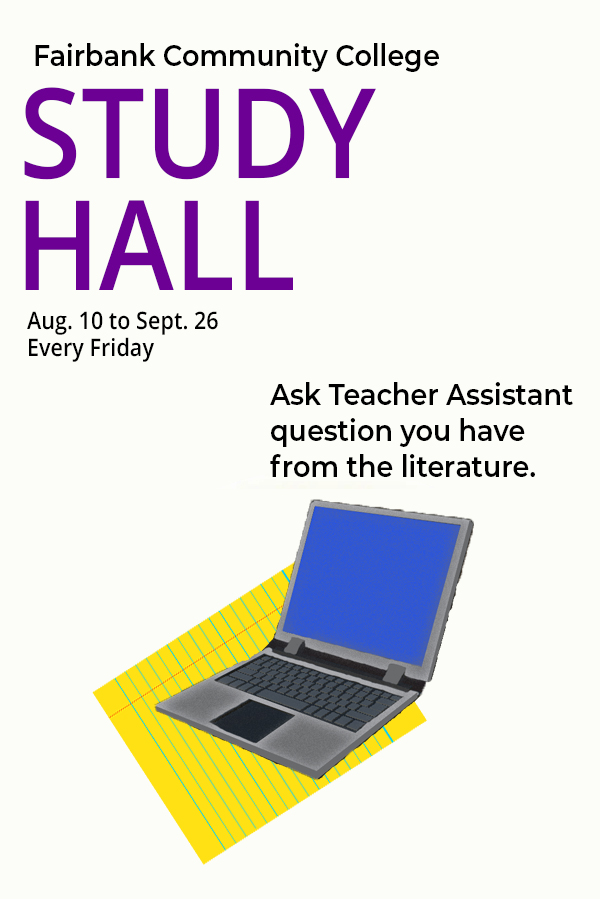 Fairbank Community College
STUDY
HALL
Aug. 10 to Sept. 26
Every Friday
Ask Teacher Assistant
question you have
from the literature.